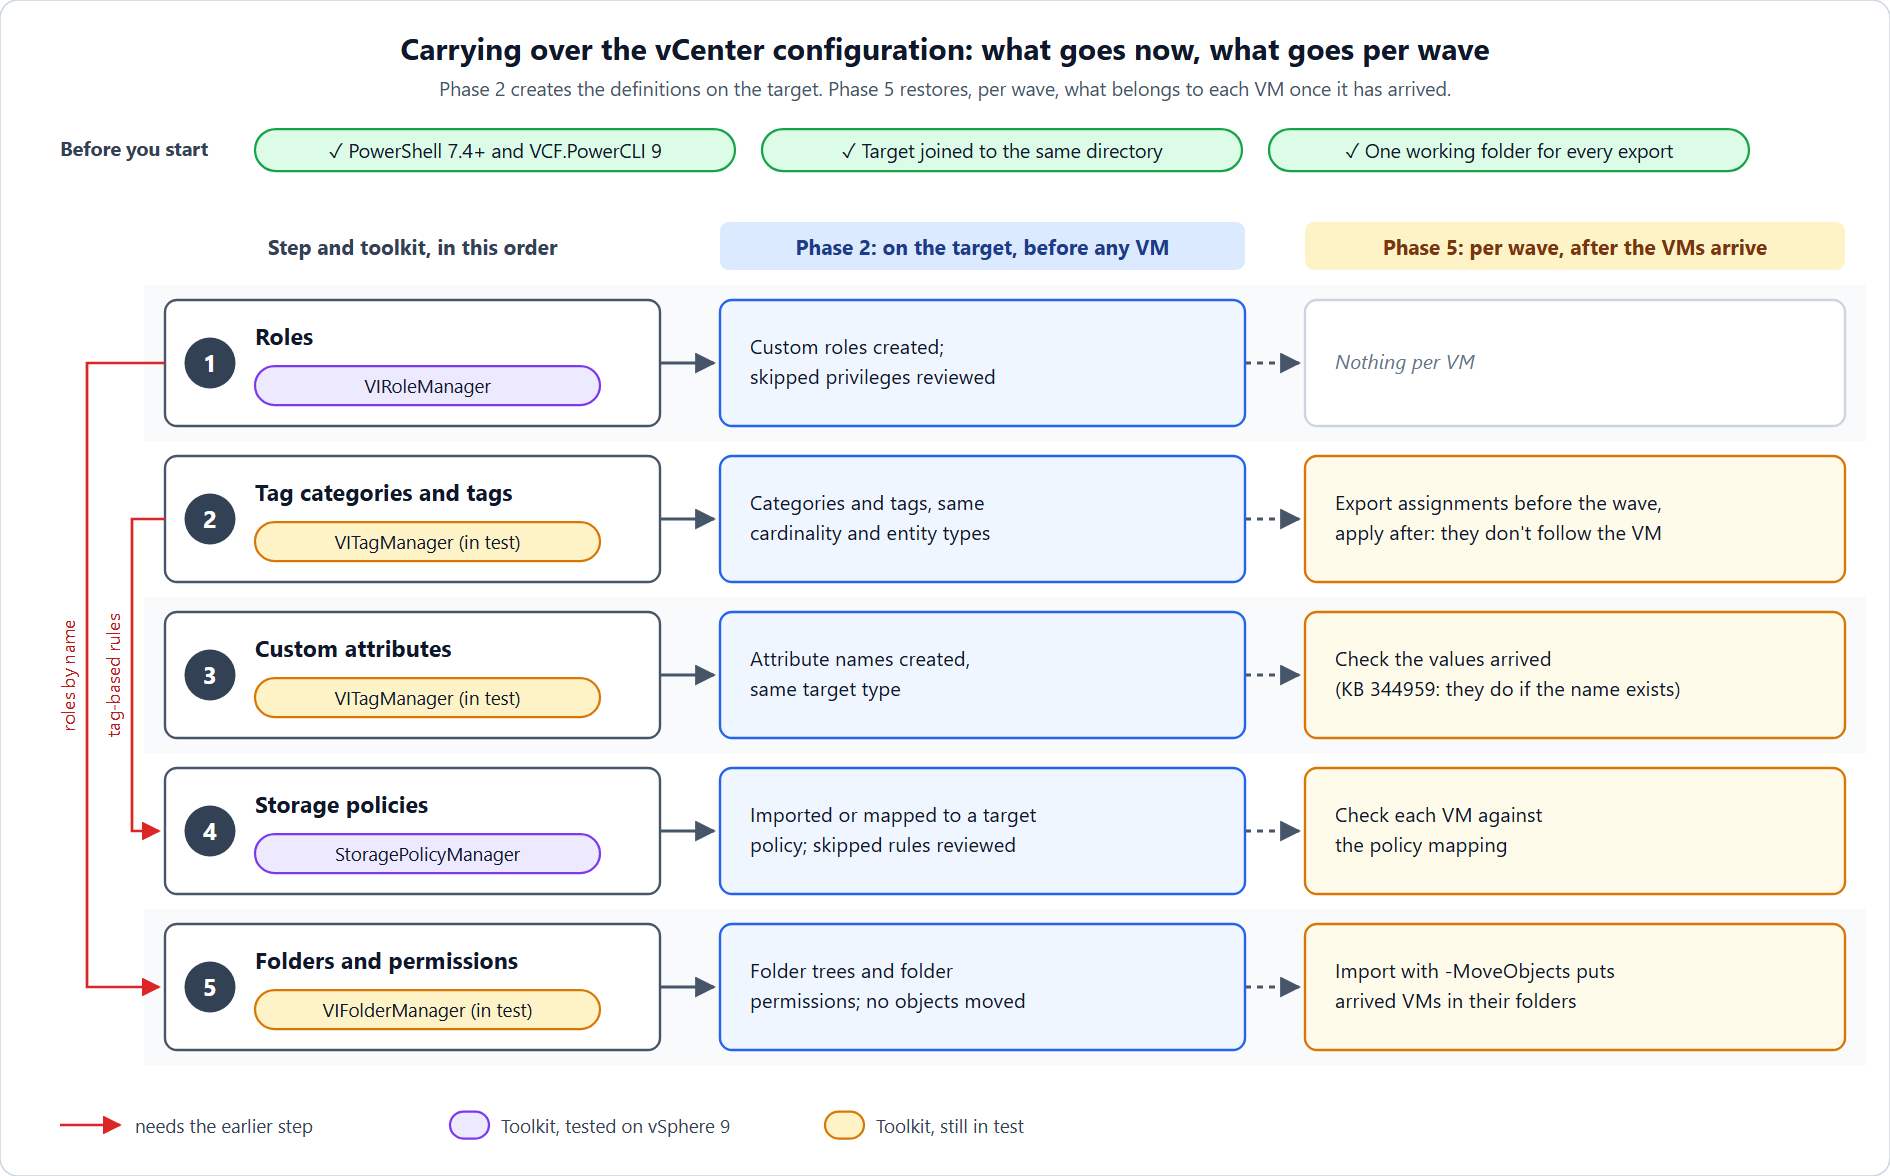 Carrying over the vCenter configuration: what goes now, what goes per wave
Phase 2 creates the definitions on the target. Phase 5 restores, per wave, what belongs to each VM once it has arrived.
Before you start
✓ PowerShell 7.4+ and VCF.PowerCLI 9
✓ Target joined to the same directory
✓ One working folder for every export
Step and toolkit, in this order
Phase 2: on the target, before any VM
Phase 5: per wave, after the VMs arrive
1
Roles
VIRoleManager
Custom roles created;
skipped privileges reviewed
Nothing per VM
2
Tag categories and tags
VITagManager (in test)
Categories and tags, same
cardinality and entity types
Export assignments before the wave,
apply after: they don't follow the VM
3
Custom attributes
VITagManager (in test)
Attribute names created,
same target type
Check the values arrived
(KB 344959: they do if the name exists)
roles by name
tag-based rules
4
Storage policies
StoragePolicyManager
Imported or mapped to a target
policy; skipped rules reviewed
Check each VM against
the policy mapping
5
Folders and permissions
VIFolderManager (in test)
Folder trees and folder
permissions; no objects moved
Import with -MoveObjects puts
arrived VMs in their folders
needs the earlier step
Toolkit, tested on vSphere 9
Toolkit, still in test